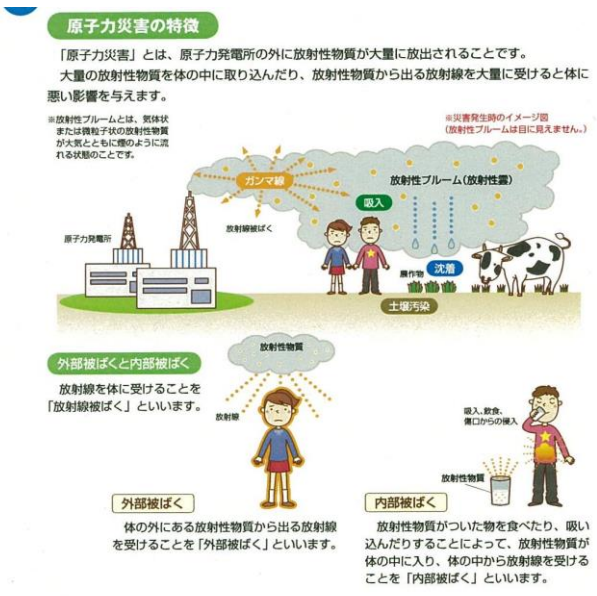 原子力災害の特徴
「原子力災害」とは、原子力発電所の外に放射性物質が大量に放出されることです。
大量の放射性物質を体の中に取り込んだり、放射性物質から出る放射線を大量に受けると体に
悪い影響を与えます。
※放射性プルームとは、気体状
または微粒子状の放射性物質
が大気とともに煙のように流
れる状態のことです。
※災害発生時のイメージ図
(放射性プルームは目に見えません。)
ガンマ線
放射性プルーム(放射性雲)
吸入
放射線被ばく
原子力発電所
農作物
沈着
土壌汚染
外部被ばくと内部被ばく
放射線を体に受けることを
「放射線被ばく」といいます。
放射性物質
放射線
吸入、飲食、
傷口からの侵入
放射性物質
外部被ばく
体の外にある放射性物質から出る放射線
を受けることを「外部被ばく」といいます。
内部被ばく
放射性物質がついた物を食べたり、吸い
込んだりすることによって、放射性物質が
体の中に入り、体の中から放射線を受ける
ことを「内部被ばく」といいます。